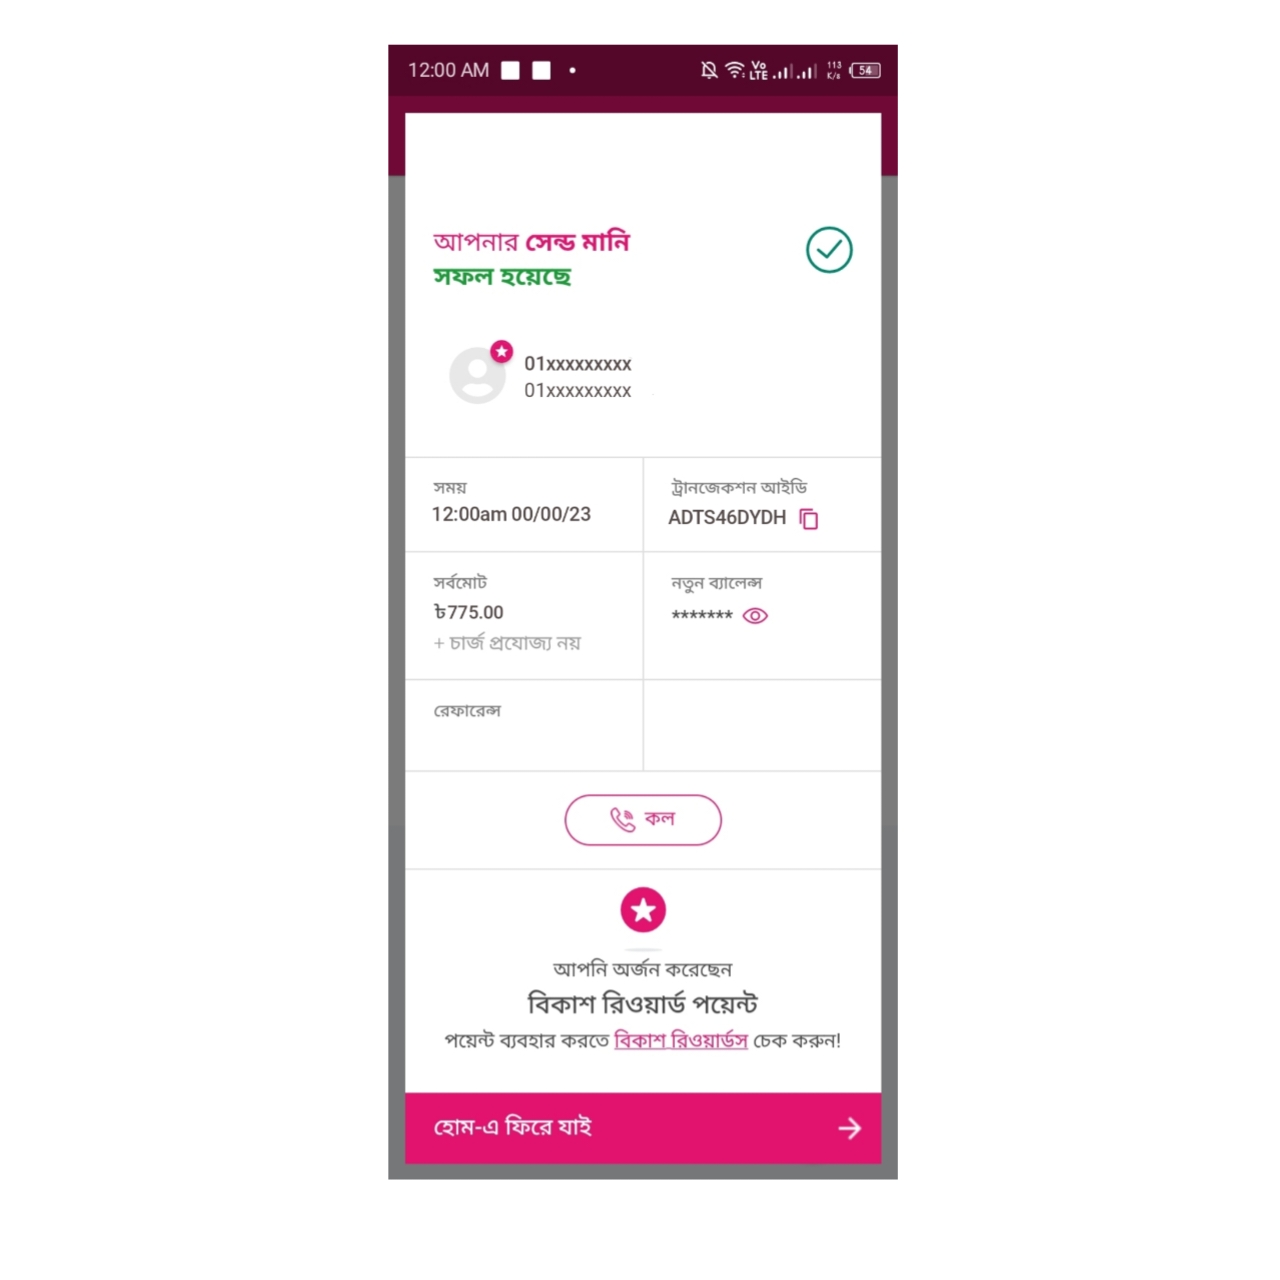 12:00 AM
Vo LTE 113 K/s 54
আপনার সেন্ড মানি
সফল হয়েছে
01xxxxxxxxx
01xxxxxxxxx
সময়
12:00am 00/00/23
ট্রানজেকশন আইডি
ADTS46DYDH
সর্বমোট
৳775.00
+ চার্জ প্রযোজ্য নয়
নতুন ব্যালেন্স
*******
রেফারেন্স
কল
আপনি অর্জন করেছেন
বিকাশ রিওয়ার্ড পয়েন্ট
পয়েন্ট ব্যবহার করতে বিকাশ রিওয়ার্ডস চেক করুন!
হোম-এ ফিরে যাই